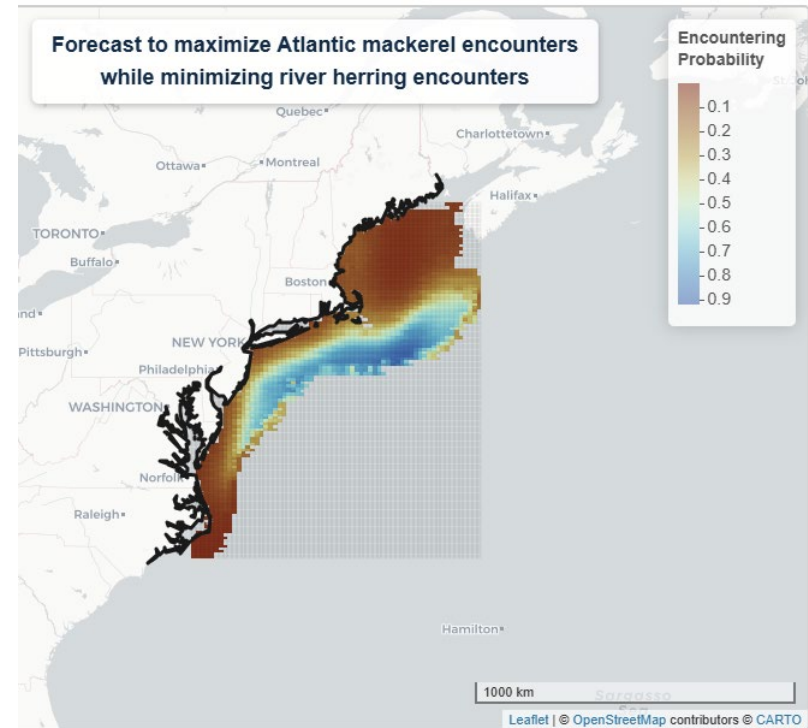 Forecast to maximize Atlantic mackerel encounters
while minimizing river herring encounters
Encountering
Probability
0.1
0.2
0.3
0.4
0.5
0.6
0.7
0.8
0.9
Quebec
Charlottetown
Ottawa
Montreal
Halifax
TORONTO
Buffalo
Boston
Pittsburgh
NEW YORK
Philadelphia
WASHINGTON
Norfolk
Raleigh
Hamilton
1000 km
Sargasso
Sea
Leaflet | © OpenStreetMap contributors © CARTO